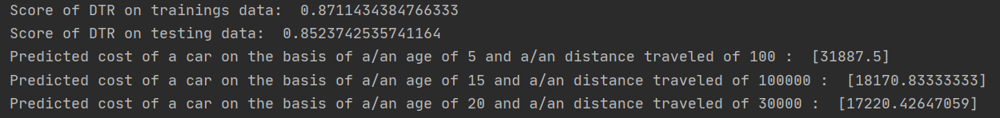 Score of DTR on trainings data:  0.8711434384766333
Score of DTR on testing data:  0.8523742535741164
Predicted cost of a car on the basis of a/an age of 5 and a/an distance traveled of 100 :  [31887.5]
Predicted cost of a car on the basis of a/an age of 15 and a/an distance traveled of 100000 :  [18170.83333333]
Predicted cost of a car on the basis of a/an age of 20 and a/an distance traveled of 30000 :  [17220.42647059]